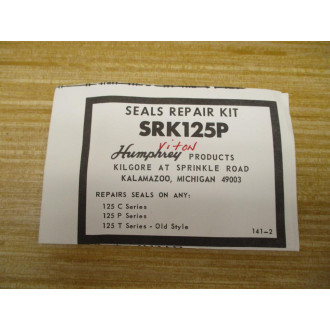 SEALS REPAIR KIT
SRK125P
Viton
Humphrey PRODUCTS
KILGORE AT SPRINKLE ROAD
KALAMAZOO, MICHIGAN 49003
REPAIRS SEALS ON ANY:
125 C Series
125 P Series
125 T Series - Old Style
141-2